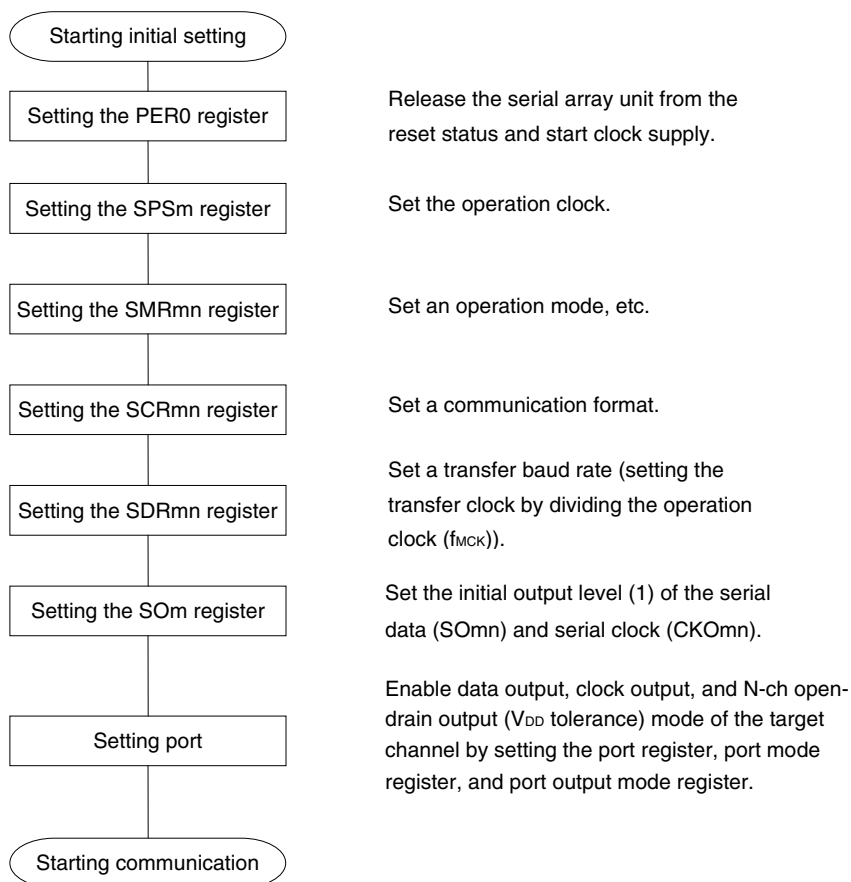 Starting initial setting
Setting the PER0 register
Release the serial array unit from the
reset status and start clock supply.
Setting the SPSm register
Set the operation clock.
Setting the SMRmn register
Set an operation mode, etc.
Setting the SCRmn register
Set a communication format.
Setting the SDRmn register
Set a transfer baud rate (setting the
transfer clock by dividing the operation
clock (fMCK)).
Setting the SOm register
Set the initial output level (1) of the serial
data (SOmn) and serial clock (CKOmn).
Setting port
Enable data output, clock output, and N-ch open-
drain output (VDD tolerance) mode of the target
channel by setting the port register, port mode
register, and port output mode register.
Starting communication